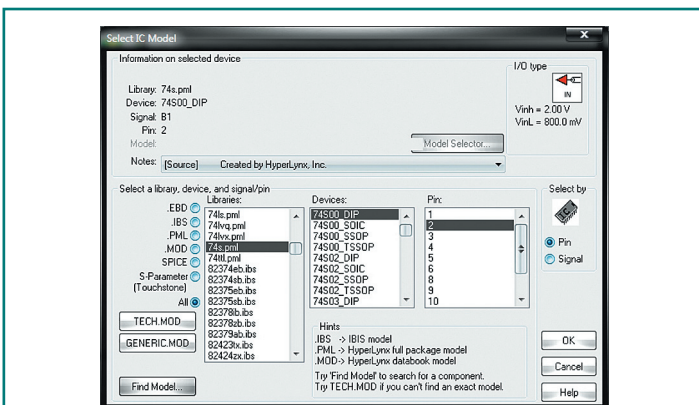 Select IC Model
x
Information on selected device
I/O type
Library: 74s.pml
Device: 74S00_DIP
Signal: B1
Pin: 2
Model:
IN
Vinh = 2.00 V
VinL = 800.0 mV
Model Selector...
Notes: [Source] Created by HyperLynx, Inc.
Select a library, device, and signal/pin
Select by
.EBD
.IBS
.PML
.MOD
SPICE
S-Parameter
(Touchstone)
All
TECH.MOD
GENERIC.MOD
Find Model...
Libraries:
74ls.pml
74lvq.pml
74lvx.pml
74s.pml
74ttl.pml
82374eb.ibs
82374sb.ibs
82375eb.ibs
82375sb.ibs
82378ib.ibs
82378zb.ibs
82379ab.ibs
82423tx.ibs
82424zx.ibs
Devices:
74S00_DIP
74S00_SOIC
74S00_SSOP
74S00_TSSOP
74S02_DIP
74S02_SOIC
74S02_SSOP
74S02_TSSOP
74S03_DIP
Pin:
1
2
3
4
5
6
8
9
10
IC
Pin
Signal
Hints
.IBS -> IBIS model
.PML-> HyperLynx full package model
.MOD-> HyperLynx databook model
Try 'Find Model' to search for a component.
Try TECH.MOD if you can't find an exact model.
OK
Cancel
Help